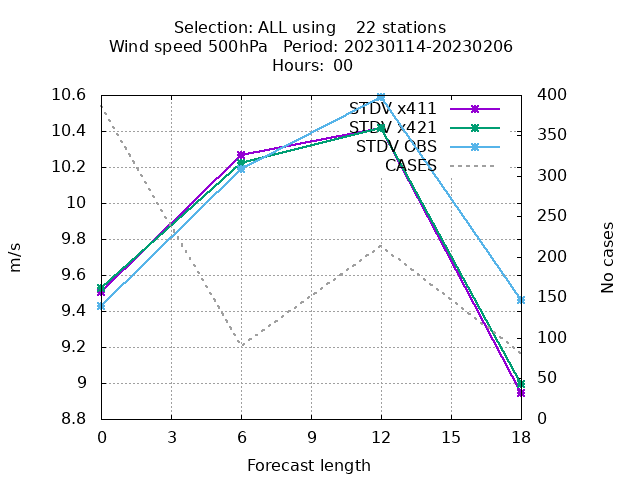 Selection: ALL using    22 stations
Wind speed 500hPa   Period: 20230114-20230206
Hours:  00
10.6
10.4
10.2
10
9.8
9.6
9.4
9.2
9
8.8
m/s
STDV x411
STDV x421
STDV OBS
CASES
400
350
300
250
200
150
100
50
0
No cases
0 3 6 9 12 15 18
Forecast length